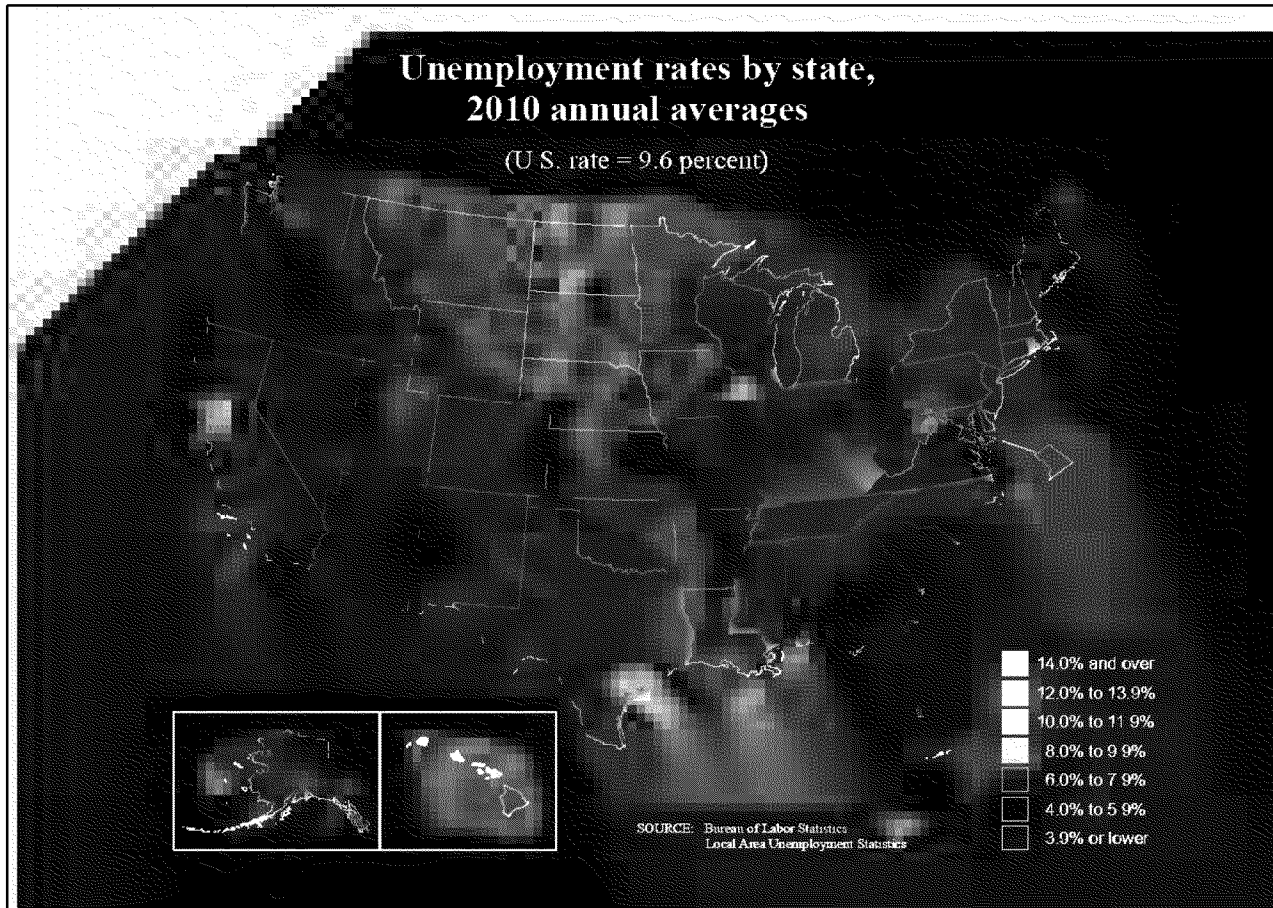 Unemployment rates by state,
2010 annual averages
(U S. rate = 9.6 percent)
14.0% and over
12.0% to 13.9%
10.0% to 11 9%
8.0% to 9 9%
6.0% to 7 9%
4.0% to 5 9%
3.9% or lower
SOURCE: Bureau of Labor Statistics
Local Area Unemployment Statistics